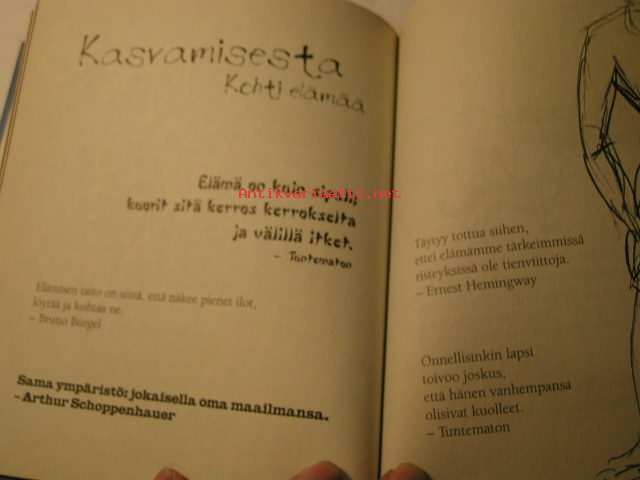 Kasvamisesta
Kohti elämää
Elämä on kuin sipuli,
kuorit sitä kerros kerrokselta
ja välillä itket.
– Tuntematon
Elämisen taito on siinä, että näkee pienet ilot,
löytää ja kohtaa ne.
– Bruno Bürgel
Sama ympäristö: jokaisella oma maailmansa.
– Arthur Schoppenhauer
Antikvariaatti.net
Täytyy tottua siihen,
ettei elämämme tärkeimmissä
risteyksissä ole tienviittoja.
– Ernest Hemingway
Onnellisinkin lapsi
toivoo joskus,
että hänen vanhempansa
olisivat kuolleet.
– Tuntematon